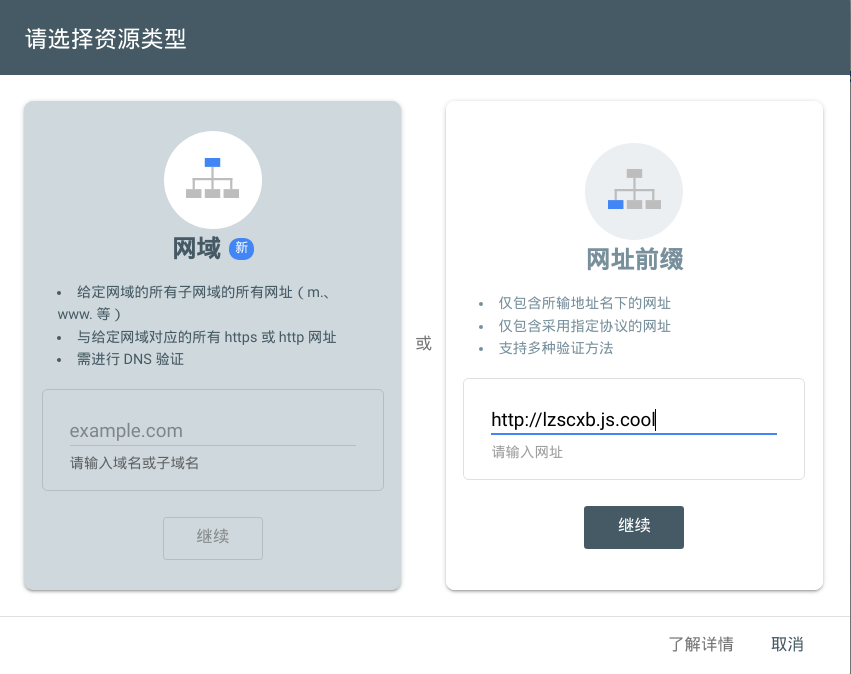 请选择资源类型
网域 新
• 给定网域的所有子网域的所有网址（m.、
www. 等）
• 与给定网域对应的所有 https 或 http 网址
• 需进行 DNS 验证
example.com
请输入域名或子域名
继续
或
网址前缀
• 仅包含所输地址名下的网址
• 仅包含采用指定协议的网址
• 支持多种验证方法
http://lzscxb.js.cool
请输入网址
继续
了解详情
取消